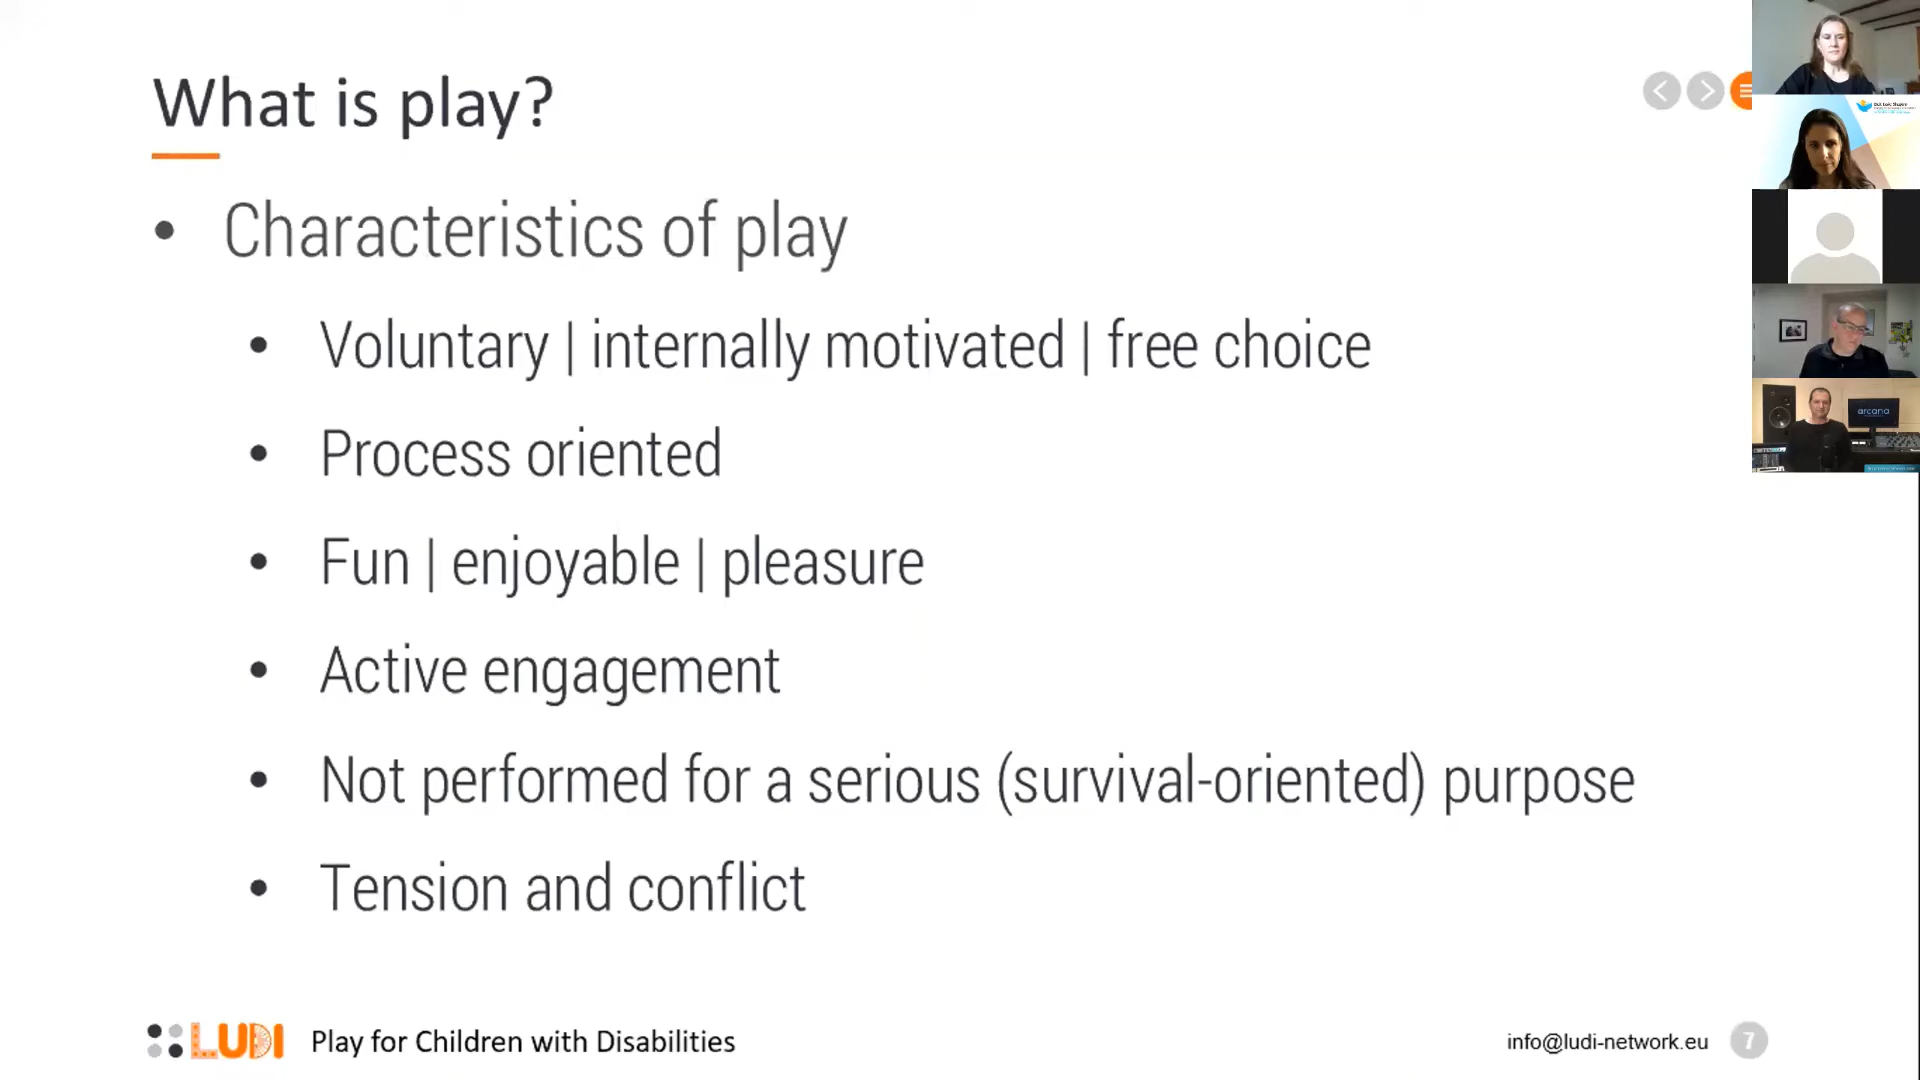 What is play?
• Characteristics of play
• Voluntary | internally motivated | free choice
• Process oriented
• Fun | enjoyable | pleasure
• Active engagement
• Not performed for a serious (survival-oriented) purpose
• Tension and conflict
LUDI
Play for Children with Disabilities
info@ludi-network.eu
7
arcana